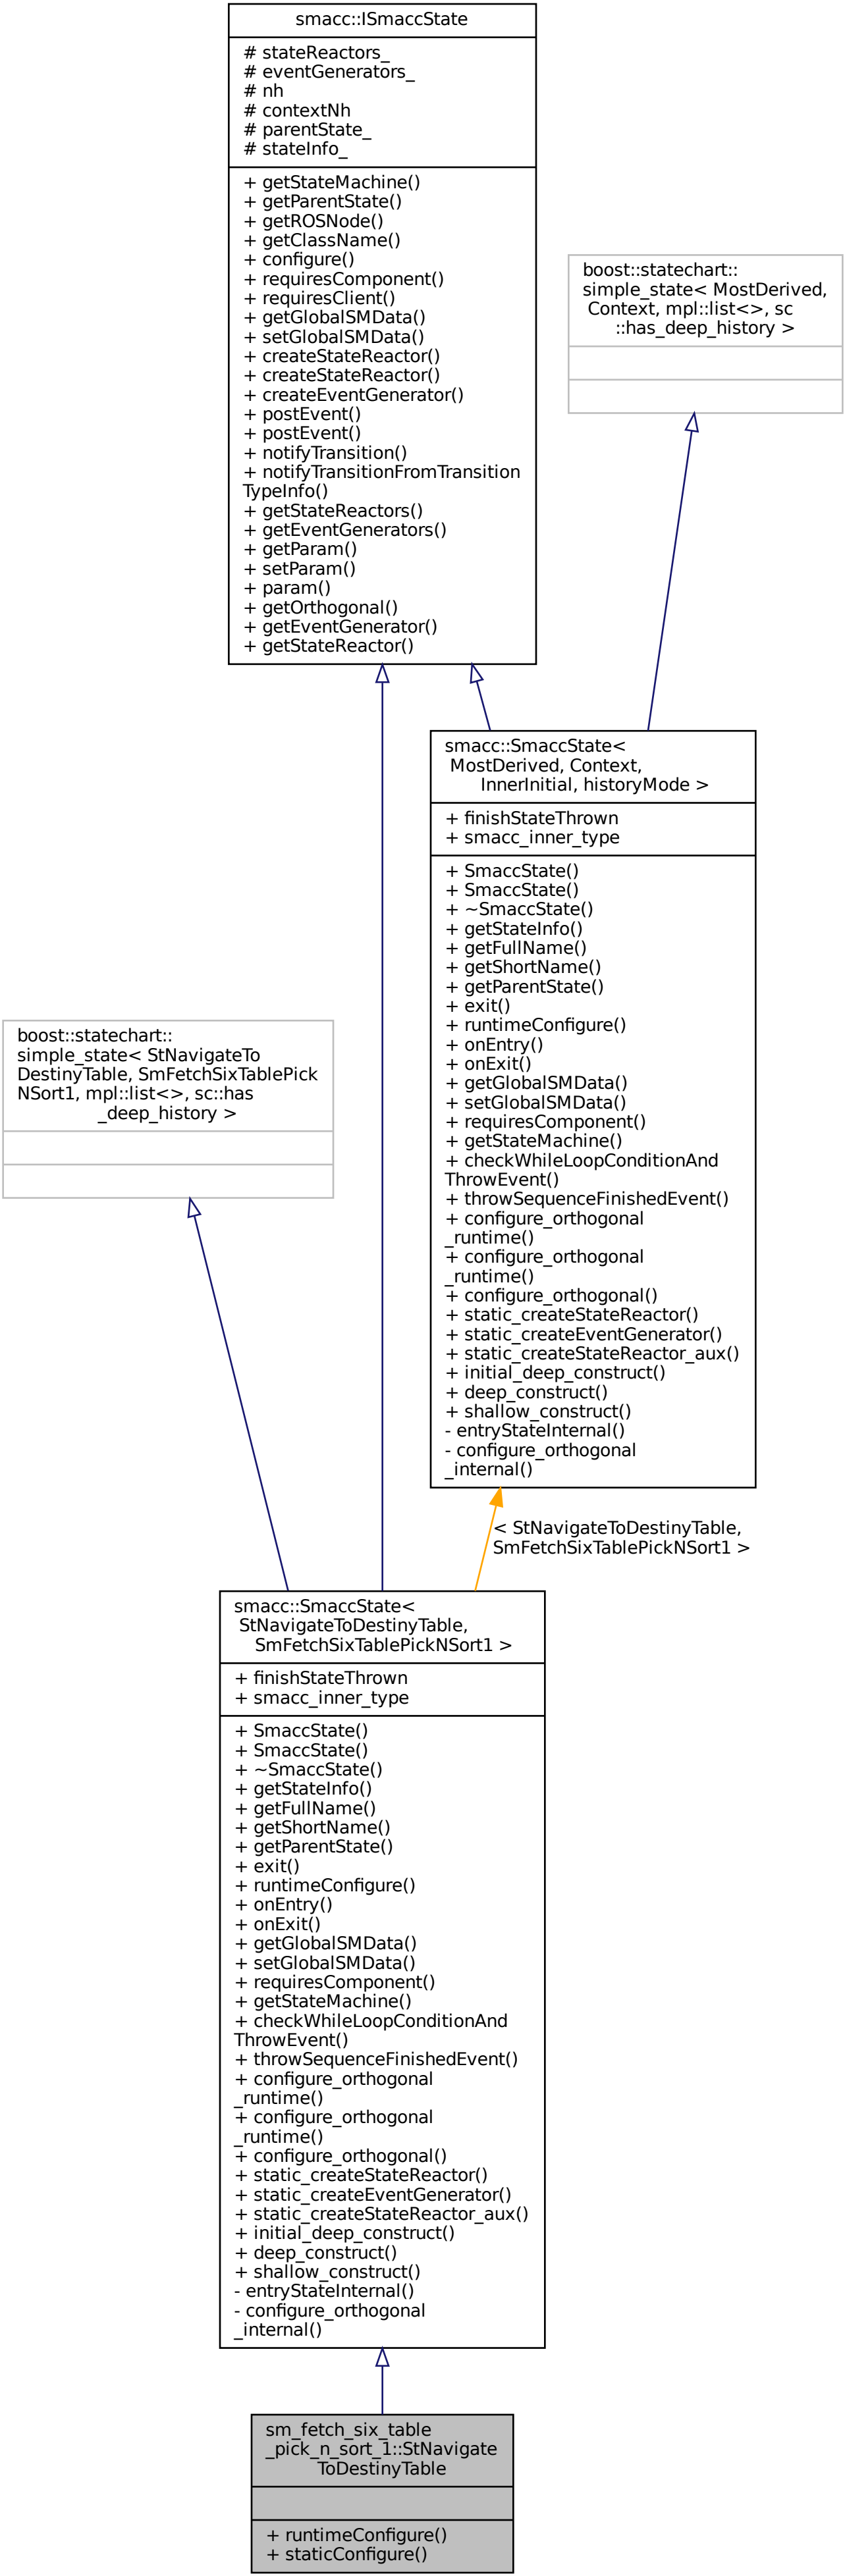 smacc::ISmaccState
# stateReactors_
# eventGenerators_
# nh
# contextNh
# parentState_
# stateInfo_
+ getStateMachine()
+ getParentState()
+ getROSNode()
+ getClassName()
+ configure()
+ requiresComponent()
+ requiresClient()
+ getGlobalSMData()
+ setGlobalSMData()
+ createStateReactor()
+ createStateReactor()
+ createEventGenerator()
+ postEvent()
+ postEvent()
+ notifyTransition()
+ notifyTransitionFromTransition
TypeInfo()
+ getStateReactors()
+ getEventGenerators()
+ getParam()
+ setParam()
+ param()
+ getOrthogonal()
+ getEventGenerator()
+ getStateReactor()
boost::statechart::
simple_state< MostDerived,
Context, mpl::list<>, sc
::has_deep_history >
smacc::SmaccState<
MostDerived, Context,
InnerInitial, historyMode >
+ finishStateThrown
+ smacc_inner_type
+ SmaccState()
+ SmaccState()
+ ~SmaccState()
+ getStateInfo()
+ getFullName()
+ getShortName()
+ getParentState()
+ exit()
+ runtimeConfigure()
+ onEntry()
+ onExit()
+ getGlobalSMData()
+ setGlobalSMData()
+ requiresComponent()
+ getStateMachine()
+ checkWhileLoopConditionAnd
ThrowEvent()
+ throwSequenceFinishedEvent()
+ configure_orthogonal
_runtime()
+ configure_orthogonal
_runtime()
+ configure_orthogonal()
+ static_createStateReactor()
+ static_createEventGenerator()
+ static_createStateReactor_aux()
+ initial_deep_construct()
+ deep_construct()
+ shallow_construct()
- entryStateInternal()
- configure_orthogonal
_internal()
boost::statechart::
simple_state< StNavigateTo
DestinyTable, SmFetchSixTablePick
NSort1, mpl::list<>, sc::has
_deep_history >
< StNavigateToDestinyTable,
SmFetchSixTablePickNSort1 >
smacc::SmaccState<
StNavigateToDestinyTable,
SmFetchSixTablePickNSort1 >
+ finishStateThrown
+ smacc_inner_type
+ SmaccState()
+ SmaccState()
+ ~SmaccState()
+ getStateInfo()
+ getFullName()
+ getShortName()
+ getParentState()
+ exit()
+ runtimeConfigure()
+ onEntry()
+ onExit()
+ getGlobalSMData()
+ setGlobalSMData()
+ requiresComponent()
+ getStateMachine()
+ checkWhileLoopConditionAnd
ThrowEvent()
+ throwSequenceFinishedEvent()
+ configure_orthogonal
_runtime()
+ configure_orthogonal
_runtime()
+ configure_orthogonal()
+ static_createStateReactor()
+ static_createEventGenerator()
+ static_createStateReactor_aux()
+ initial_deep_construct()
+ deep_construct()
+ shallow_construct()
- entryStateInternal()
- configure_orthogonal
_internal()
sm_fetch_six_table
_pick_n_sort_1::StNavigate
ToDestinyTable
+ runtimeConfigure()
+ staticConfigure()